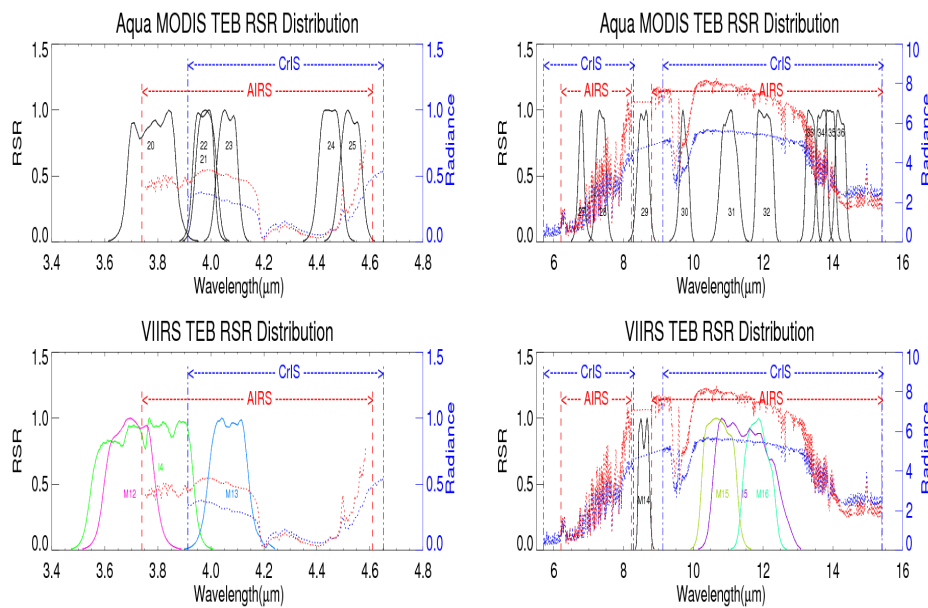 Aqua MODIS TEB RSR Distribution
1.5
1.0
0.5
0.0
RSR
1.5
1.0
0.5
0.0
Radiance
CrIS
AIRS
20
22
21
23
24
25
3.4 3.6 3.8 4.0 4.2 4.4 4.6 4.8
Wavelength(μm)
Aqua MODIS TEB RSR Distribution
1.5
1.0
0.5
0.0
RSR
10
8
6
4
2
0
Radiance
CrIS CrIS
AIRS AIRS
27 28 29 30 31 32 33 34 35 36
6 8 10 12 14 16
Wavelength(μm)
VIIRS TEB RSR Distribution
1.5
1.0
0.5
0.0
RSR
1.5
1.0
0.5
0.0
Radiance
CrIS
AIRS
I4
M12 M13
3.4 3.6 3.8 4.0 4.2 4.4 4.6 4.8
Wavelength(μm)
VIIRS TEB RSR Distribution
1.5
1.0
0.5
0.0
RSR
10
8
6
4
2
0
Radiance
CrIS CrIS
AIRS AIRS
M14 M15 I5 M16
6 8 10 12 14 16
Wavelength(μm)